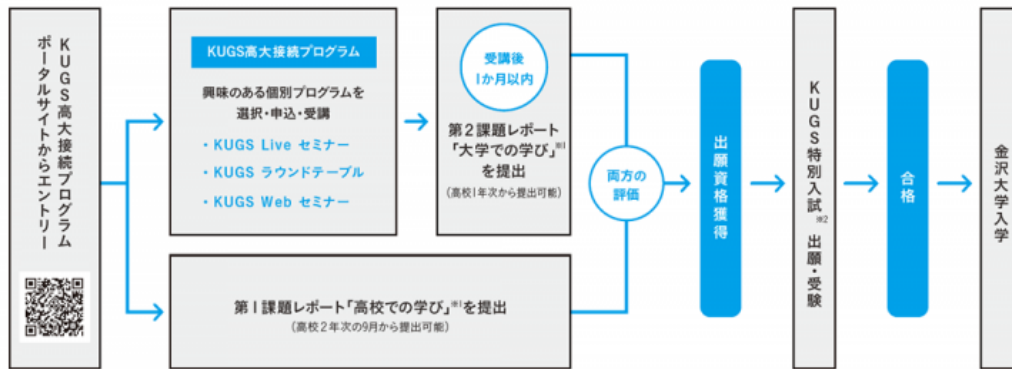 KUGS高大接続プログラム
ポータルサイトからエントリー
KUGS高大接続プログラム
興味のある個別プログラムを
選択・申込・受講
・KUGS Live セミナー
・KUGS ラウンドテーブル
・KUGS Web セミナー
受講後
1か月以内
第2課題レポート
「大学での学び」※1
を提出
(高校1年次から提出可能)
第1課題レポート「高校での学び」※1を提出
(高校2年次の9月から提出可能)
両方の
評価
出願資格獲得
KUGS特別入試※2 出願・受験
合格
金沢大学入学